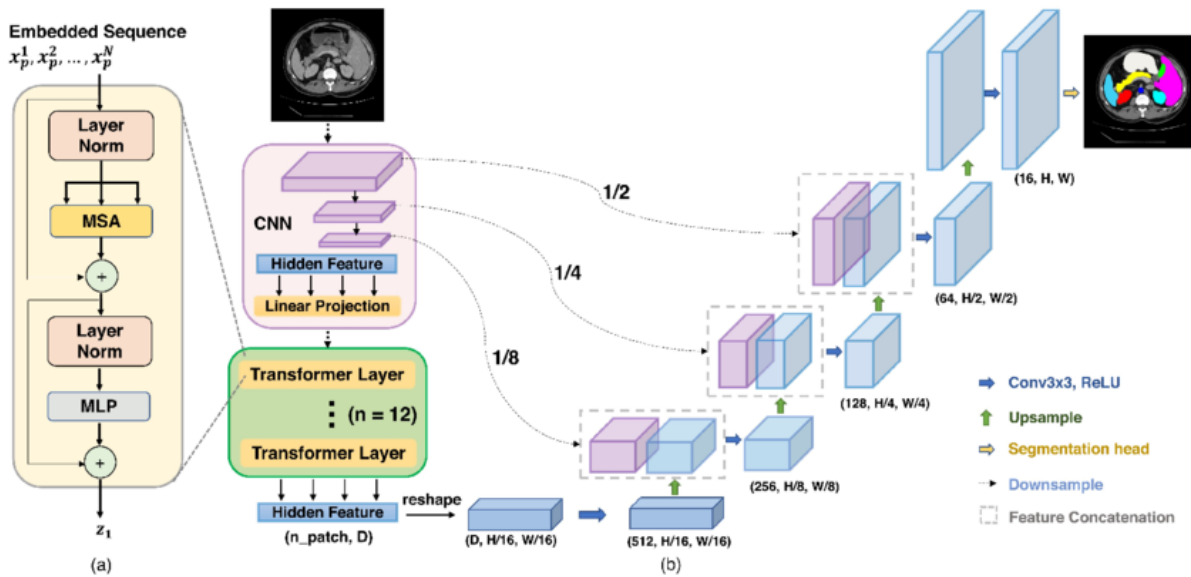 Embedded Sequence
x_p^1, x_p^2, ..., x_p^N
Layer
Norm
MSA
+
Layer
Norm
MLP
+
z_1
(a)
CNN
Hidden Feature
Linear Projection
Transformer Layer
(n = 12)
Transformer Layer
Hidden Feature
(n_patch, D)
reshape
(D, H/16, W/16)
(512, H/16, W/16)
(b)
1/2
1/4
1/8
(256, H/8, W/8)
(128, H/4, W/4)
(64, H/2, W/2)
(16, H, W)
Conv3x3, ReLU
Upsample
Segmentation head
Downsample
Feature Concatenation